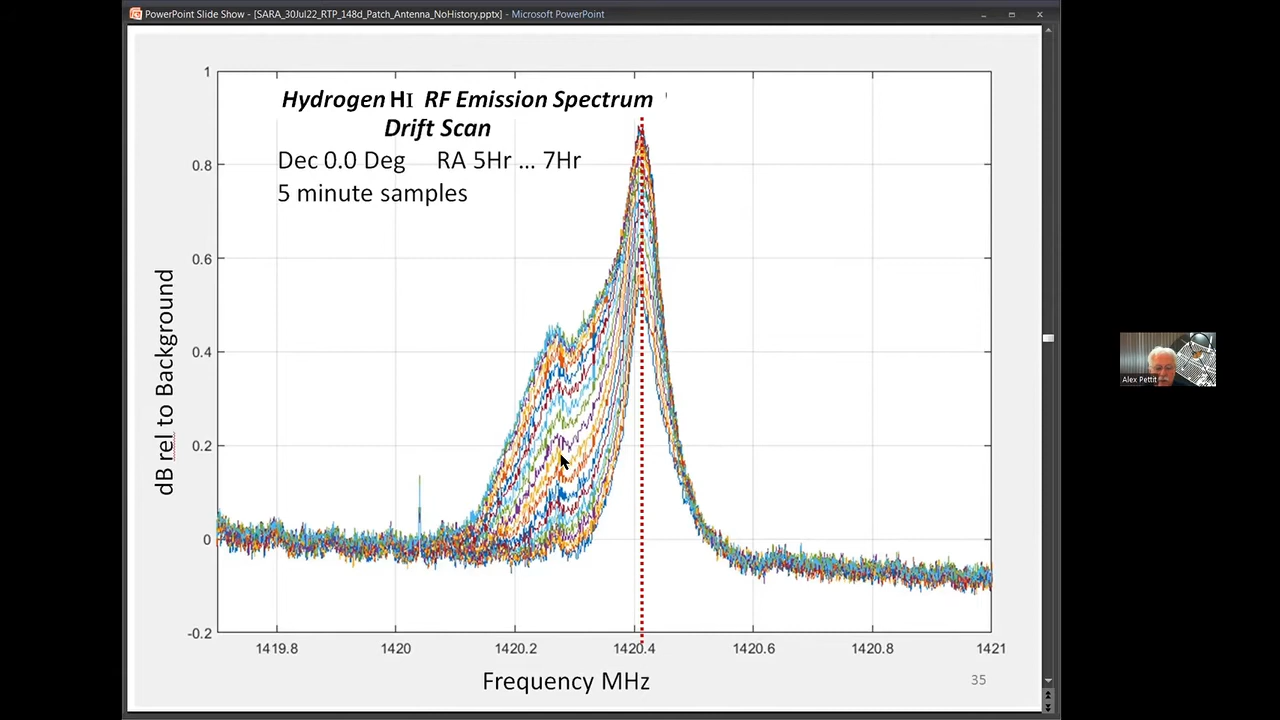 PowerPoint Slide Show - [SARA_30Jul22_RTP_148d_Patch_Antenna_NoHistory.pptx] - Microsoft PowerPoint
Hydrogen HI RF Emission Spectrum
Drift Scan
Dec 0.0 Deg RA 5Hr ... 7Hr
5 minute samples
dB rel to Background
1
0.8
0.6
0.4
0.2
0
-0.2
1419.8 1420 1420.2 1420.4 1420.6 1420.8 1421
Frequency MHz
35
Alex Pettit